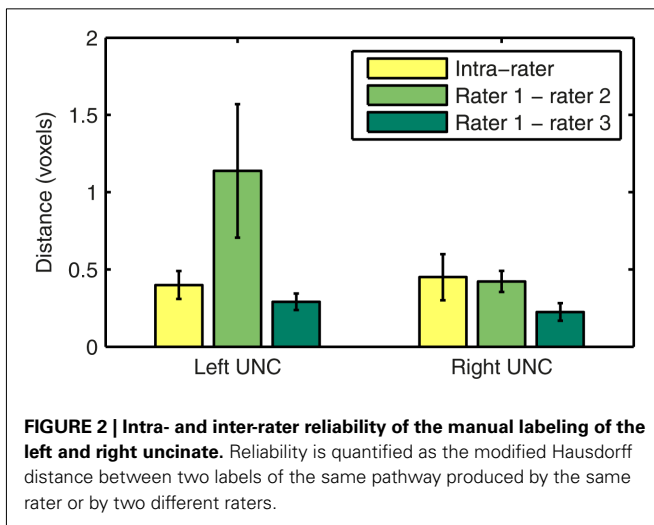 2
1.5
1
0.5
0
Distance (voxels)
Intra−rater
Rater 1 − rater 2
Rater 1 − rater 3
Left UNC
Right UNC
FIGURE 2 | Intra- and inter-rater reliability of the manual labeling of the
left and right uncinate. Reliability is quantified as the modified Hausdorff
distance between two labels of the same pathway produced by the same
rater or by two different raters.